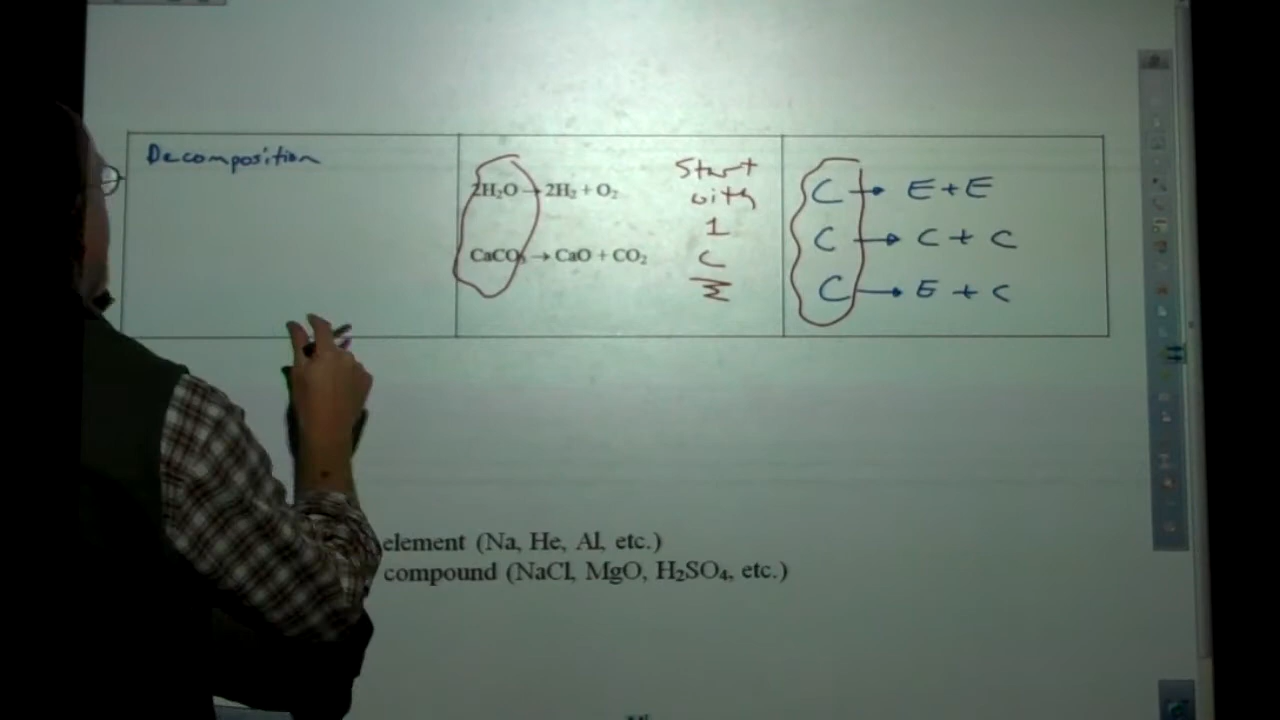 Decomposition
2H₂O → 2H₂ + O₂
CaCO₃ → CaO + CO₂
Start
with
1
C
C → E + E
C → C + C
C → E + C
element (Na, He, Al, etc.)
compound (NaCl, MgO, H₂SO₄, etc.)